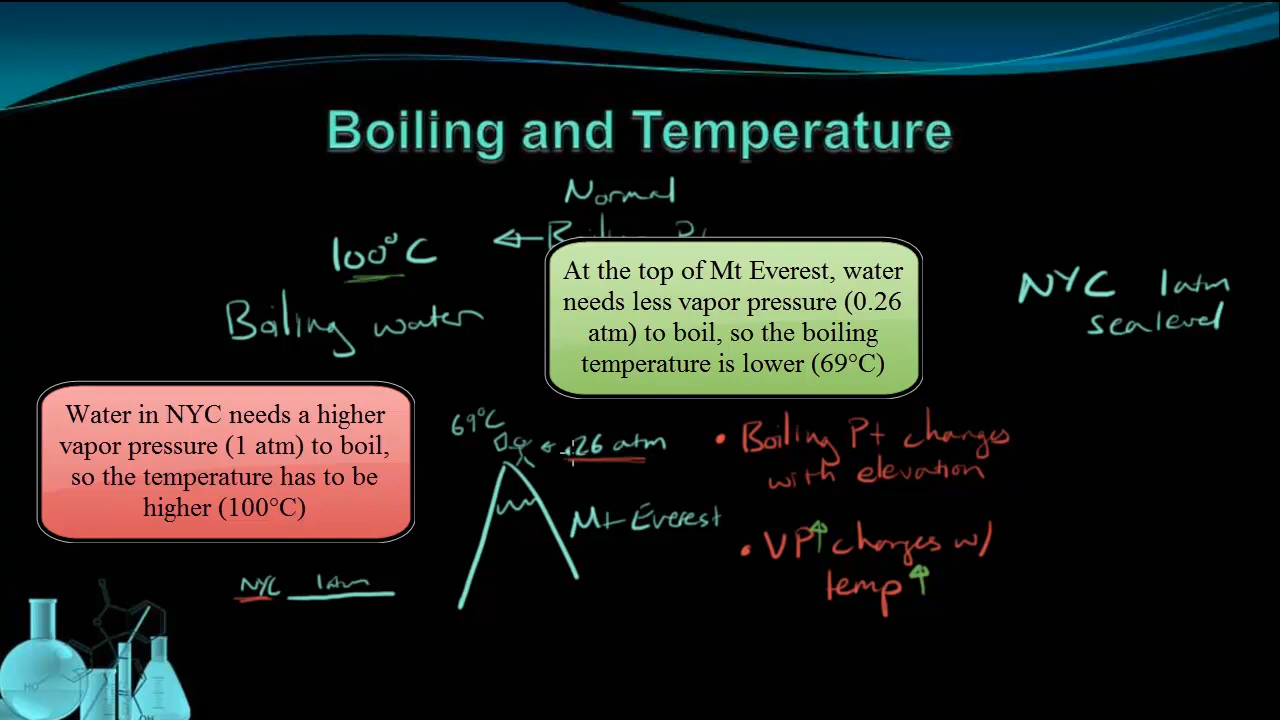 Boiling and Temperature
Normal
100°C ←
Boiling water
At the top of Mt Everest, water
needs less vapor pressure (0.26
atm) to boil, so the boiling
temperature is lower (69°C)
NYC 1atm
sealevel
Water in NYC needs a higher
vapor pressure (1 atm) to boil,
so the temperature has to be
higher (100°C)
69°C
.26 atm
Mt Everest
• Boiling Pt changes
with elevation
• VP↑ changes w/
temp↑
NYC 1atm
HO
OH